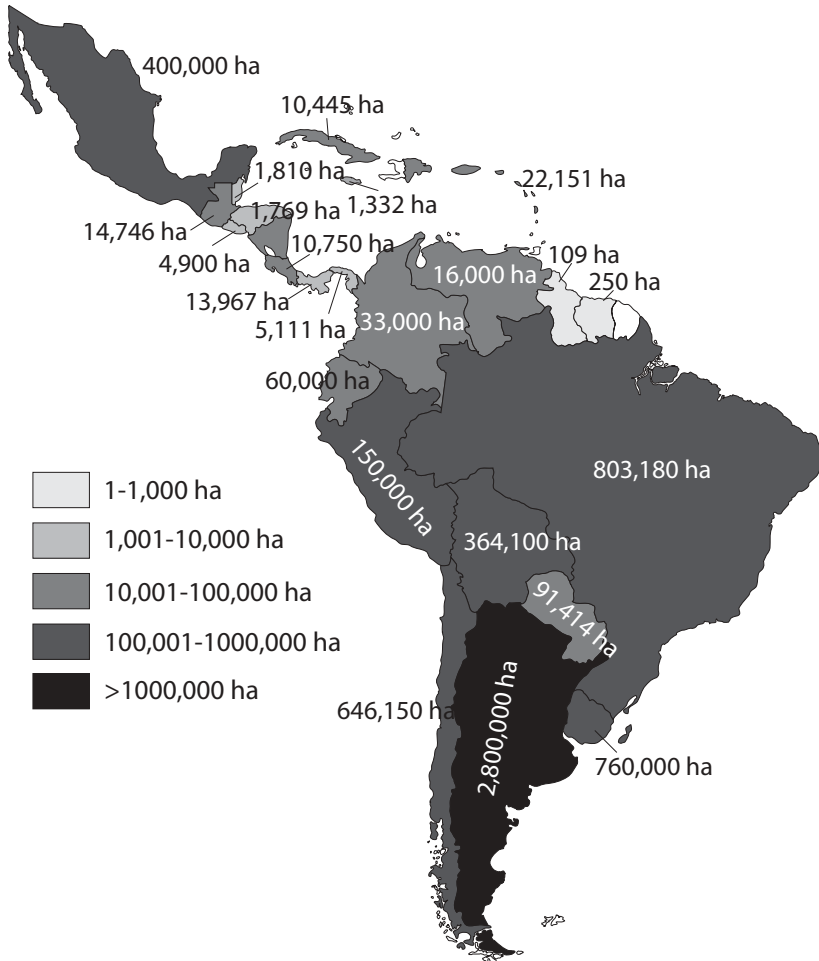 400,000 ha
10,445 ha
1,810 ha
22,151 ha
1,769 ha
1,332 ha
14,746 ha
10,750 ha
4,900 ha
109 ha
16,000 ha
250 ha
13,967 ha
5,111 ha
33,000 ha
60,000 ha
803,180 ha
150,000 ha
364,100 ha
91,414 ha
646,150 ha
2,800,000 ha
760,000 ha
1-1,000 ha
1,001-10,000 ha
10,001-100,000 ha
100,001-1000,000 ha
>1000,000 ha